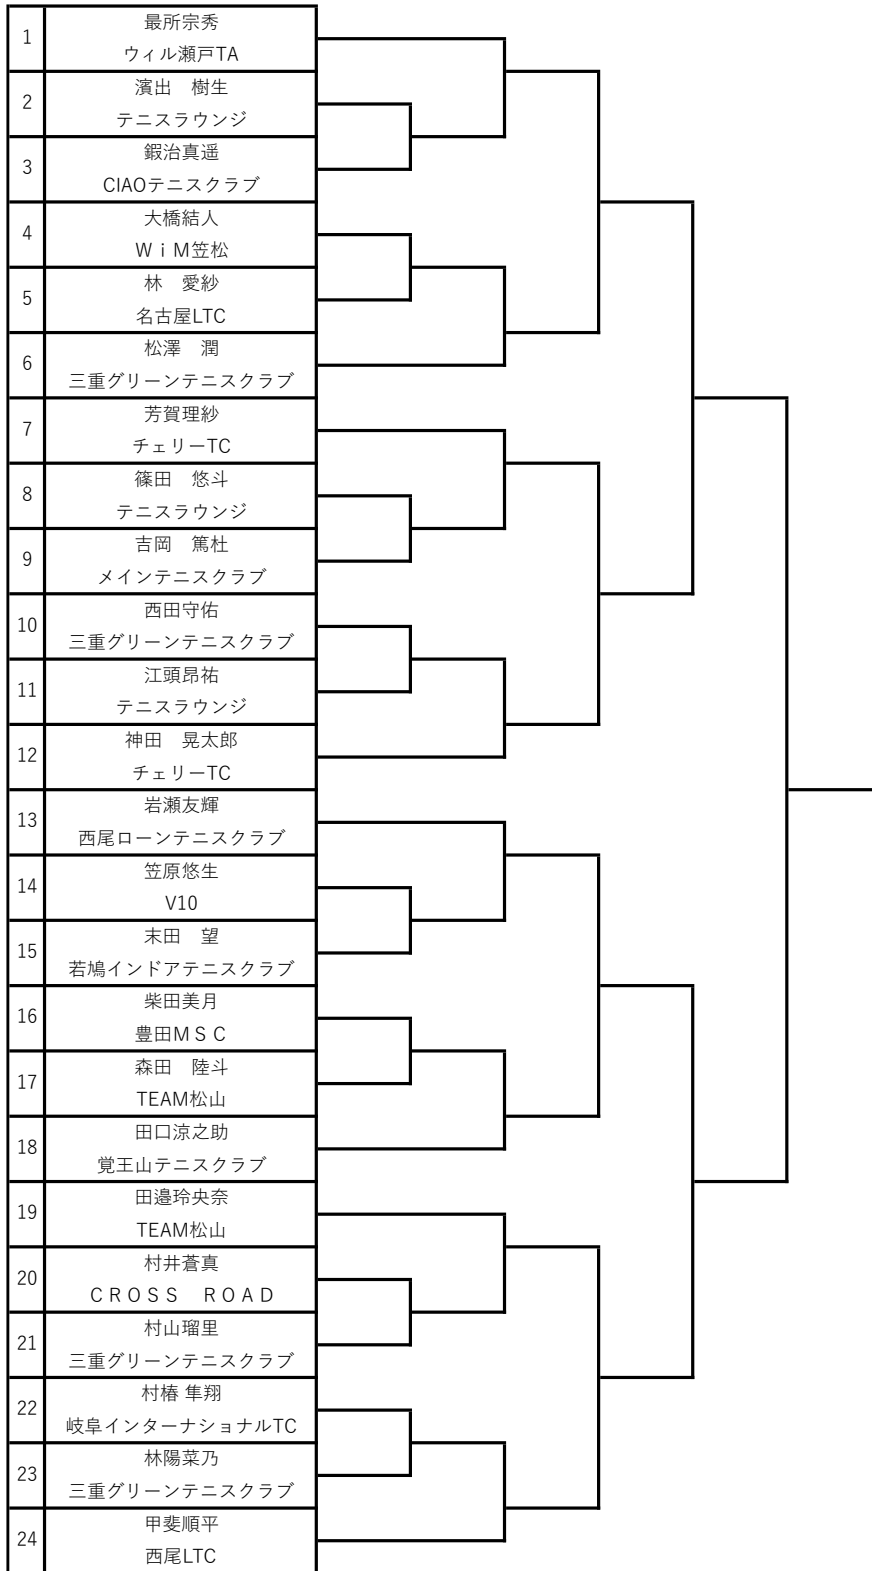 1
最所宗秀
ウィル瀬戸TA
2
濱出　樹生
テニスラウンジ
3
鍜治真遥
CIAOテニスクラブ
4
大橋結人
ＷｉＭ笠松
5
林　愛紗
名古屋LTC
6
松澤　潤
三重グリーンテニスクラブ
7
芳賀理紗
チェリーTC
8
篠田　悠斗
テニスラウンジ
9
吉岡　篤杜
メインテニスクラブ
10
西田守佑
三重グリーンテニスクラブ
11
江頭昂祐
テニスラウンジ
12
神田　晃太郎
チェリーTC
13
岩瀬友輝
西尾ローンテニスクラブ
14
笠原悠生
V10
15
末田　望
若鳩インドアテニスクラブ
16
柴田美月
豊田ＭＳＣ
17
森田　陸斗
TEAM松山
18
田口涼之助
覚王山テニスクラブ
19
田邉玲央奈
TEAM松山
20
村井蒼真
ＣＲＯＳＳ　ＲＯＡＤ
21
村山瑠里
三重グリーンテニスクラブ
22
村椿 隼翔
岐阜インターナショナルTC
23
林陽菜乃
三重グリーンテニスクラブ
24
甲斐順平
西尾LTC